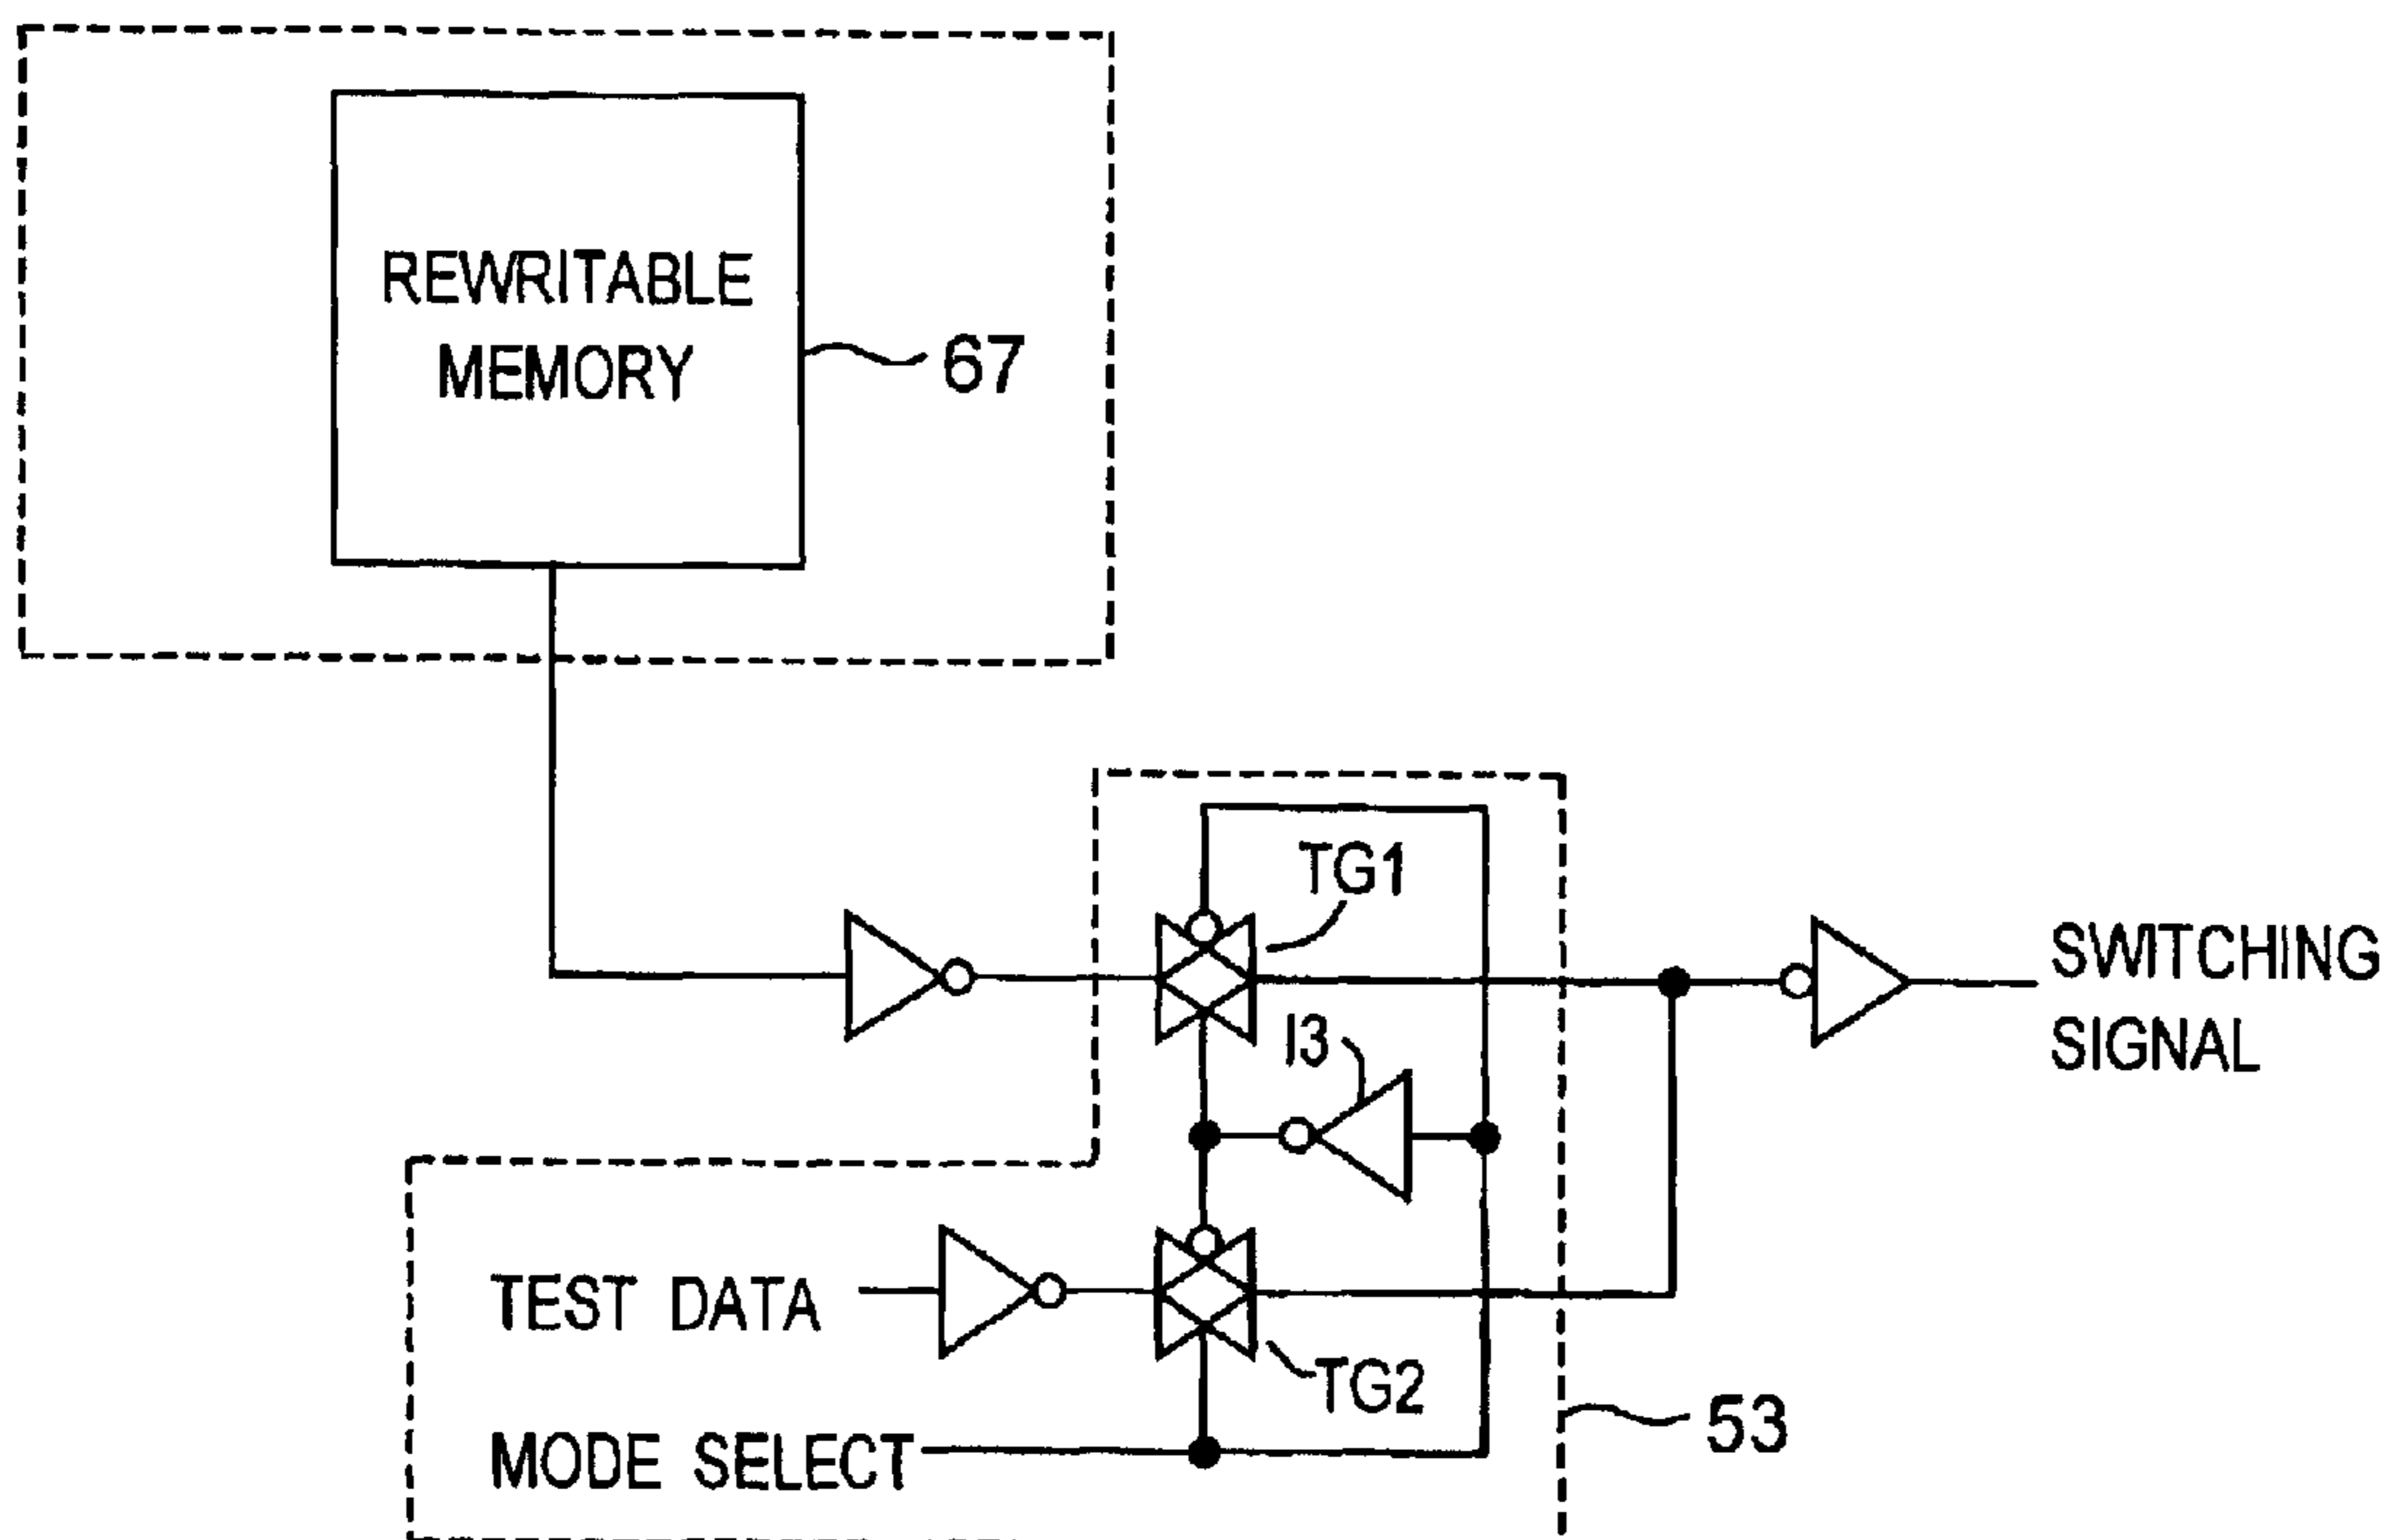 REWRITABLE
MEMORY
67
TG1
SWITCHING
SIGNAL
I3
TEST DATA
TG2
53
MODE SELECT